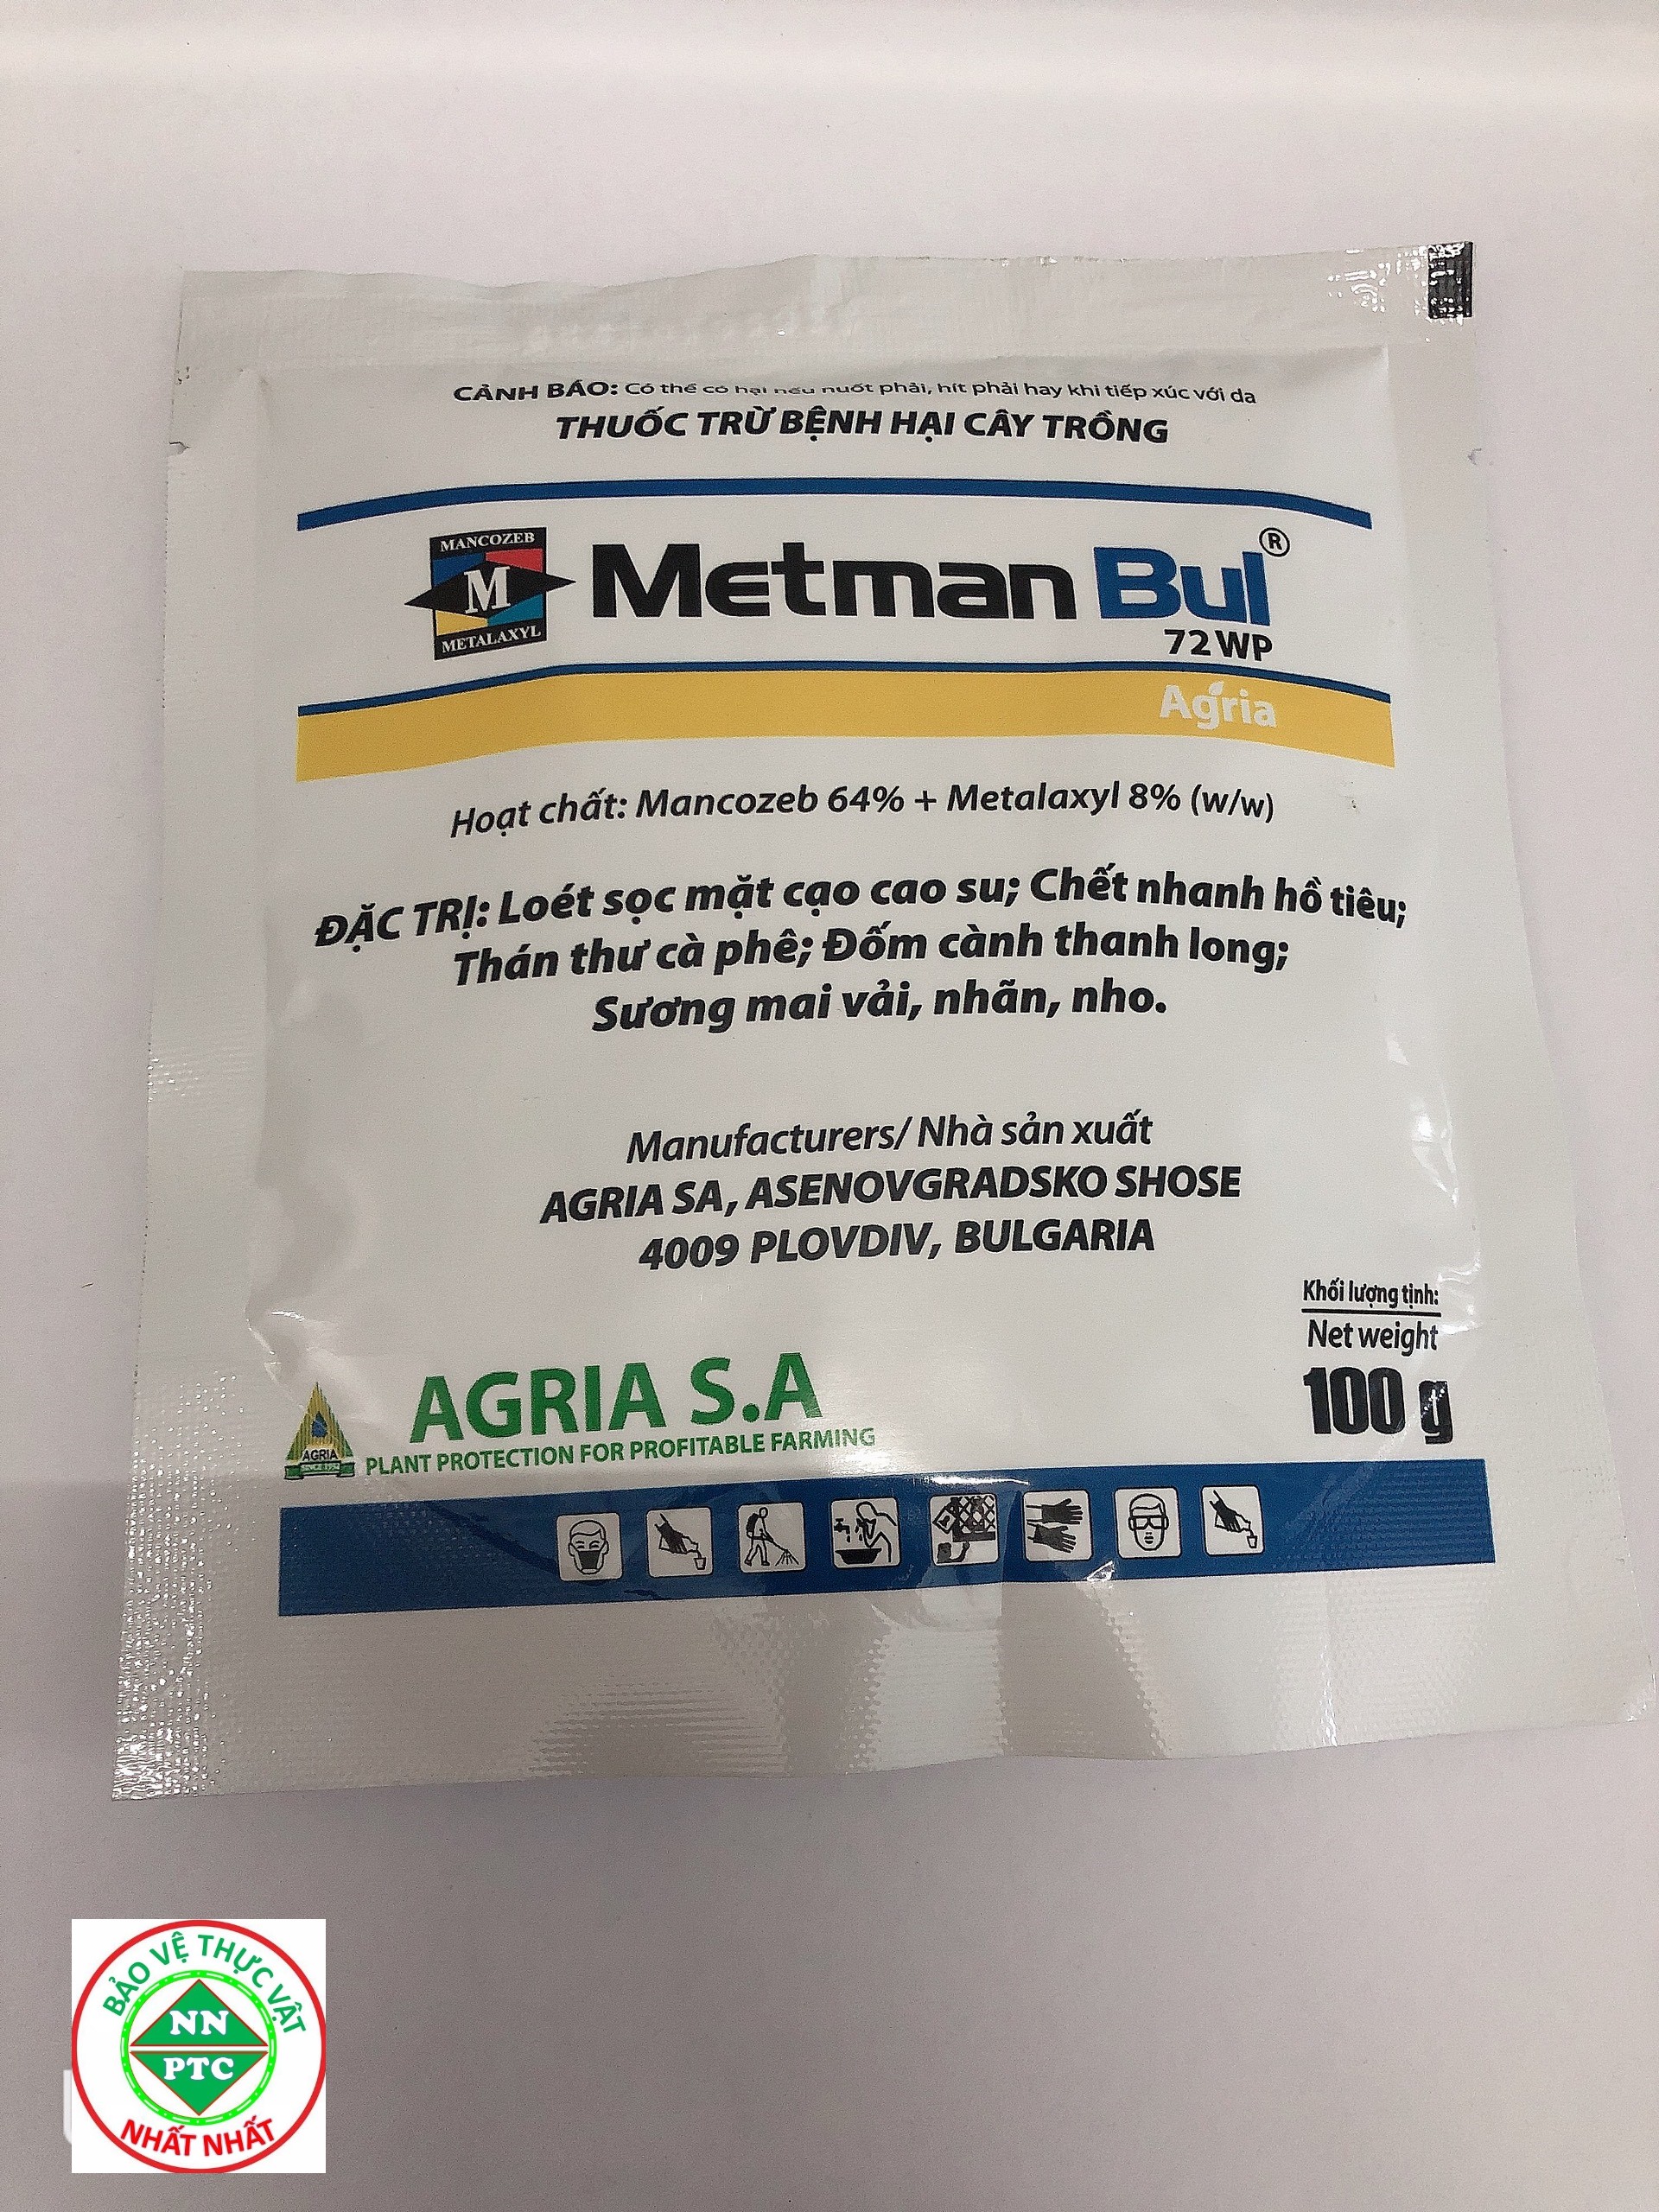 CẢNH BÁO: Có thể có hại nếu nuốt phải, hít phải hay khi tiếp xúc với da
THUỐC TRỪ BỆNH HẠI CÂY TRỒNG
MANCOZEB
M
METALAXYL
Metman Bul®
72 WP
Agria
Hoạt chất: Mancozeb 64% + Metalaxyl 8% (w/w)
ĐẶC TRỊ: Loét sọc mặt cạo cao su; Chết nhanh hồ tiêu;
Thán thư cà phê; Đốm cành thanh long;
Sương mai vải, nhãn, nho.
Manufacturers/ Nhà sản xuất
AGRIA SA, ASENOVGRADSKO SHOSE
4009 PLOVDIV, BULGARIA
Khối lượng tịnh:
Net weight
100 g
AGRIA S.A
PLANT PROTECTION FOR PROFITABLE FARMING
AGRIA
BẢO VỆ THỰC VẬT
NN
PTC
NHẤT NHẤT